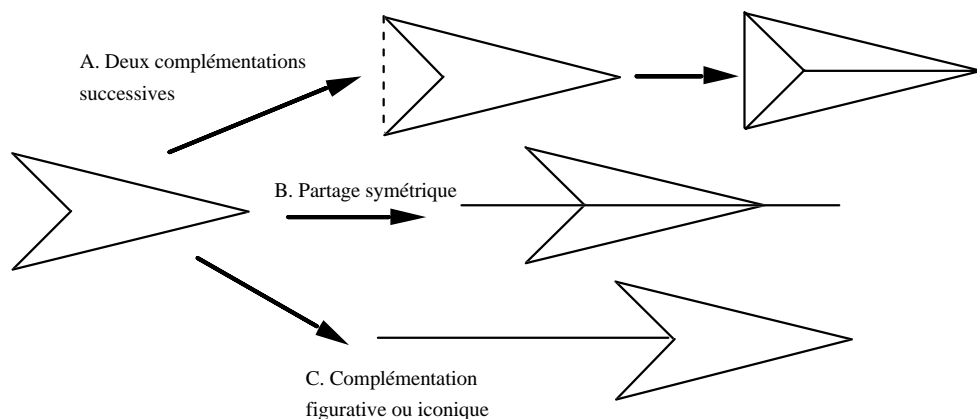 A. Deux complémentations
successives
B. Partage symétrique
C. Complémentation
figurative ou iconique